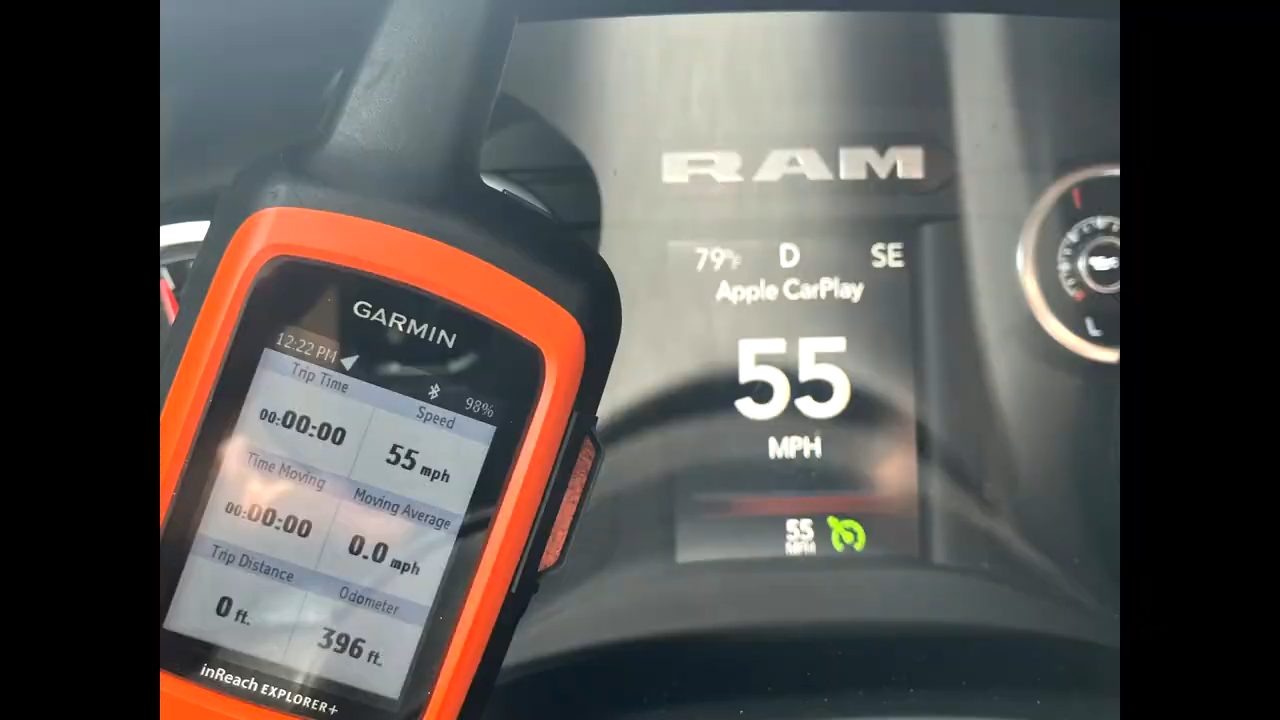 GARMIN
12:22 PM
98%
Trip Time
00:00:00
Speed
55 mph
Time Moving
00:00:00
Moving Average
0.0 mph
Trip Distance
0 ft.
Odometer
396 ft.
inReach EXPLORER+
RAM
79°F D SE
Apple CarPlay
55
MPH
55
MPH
L